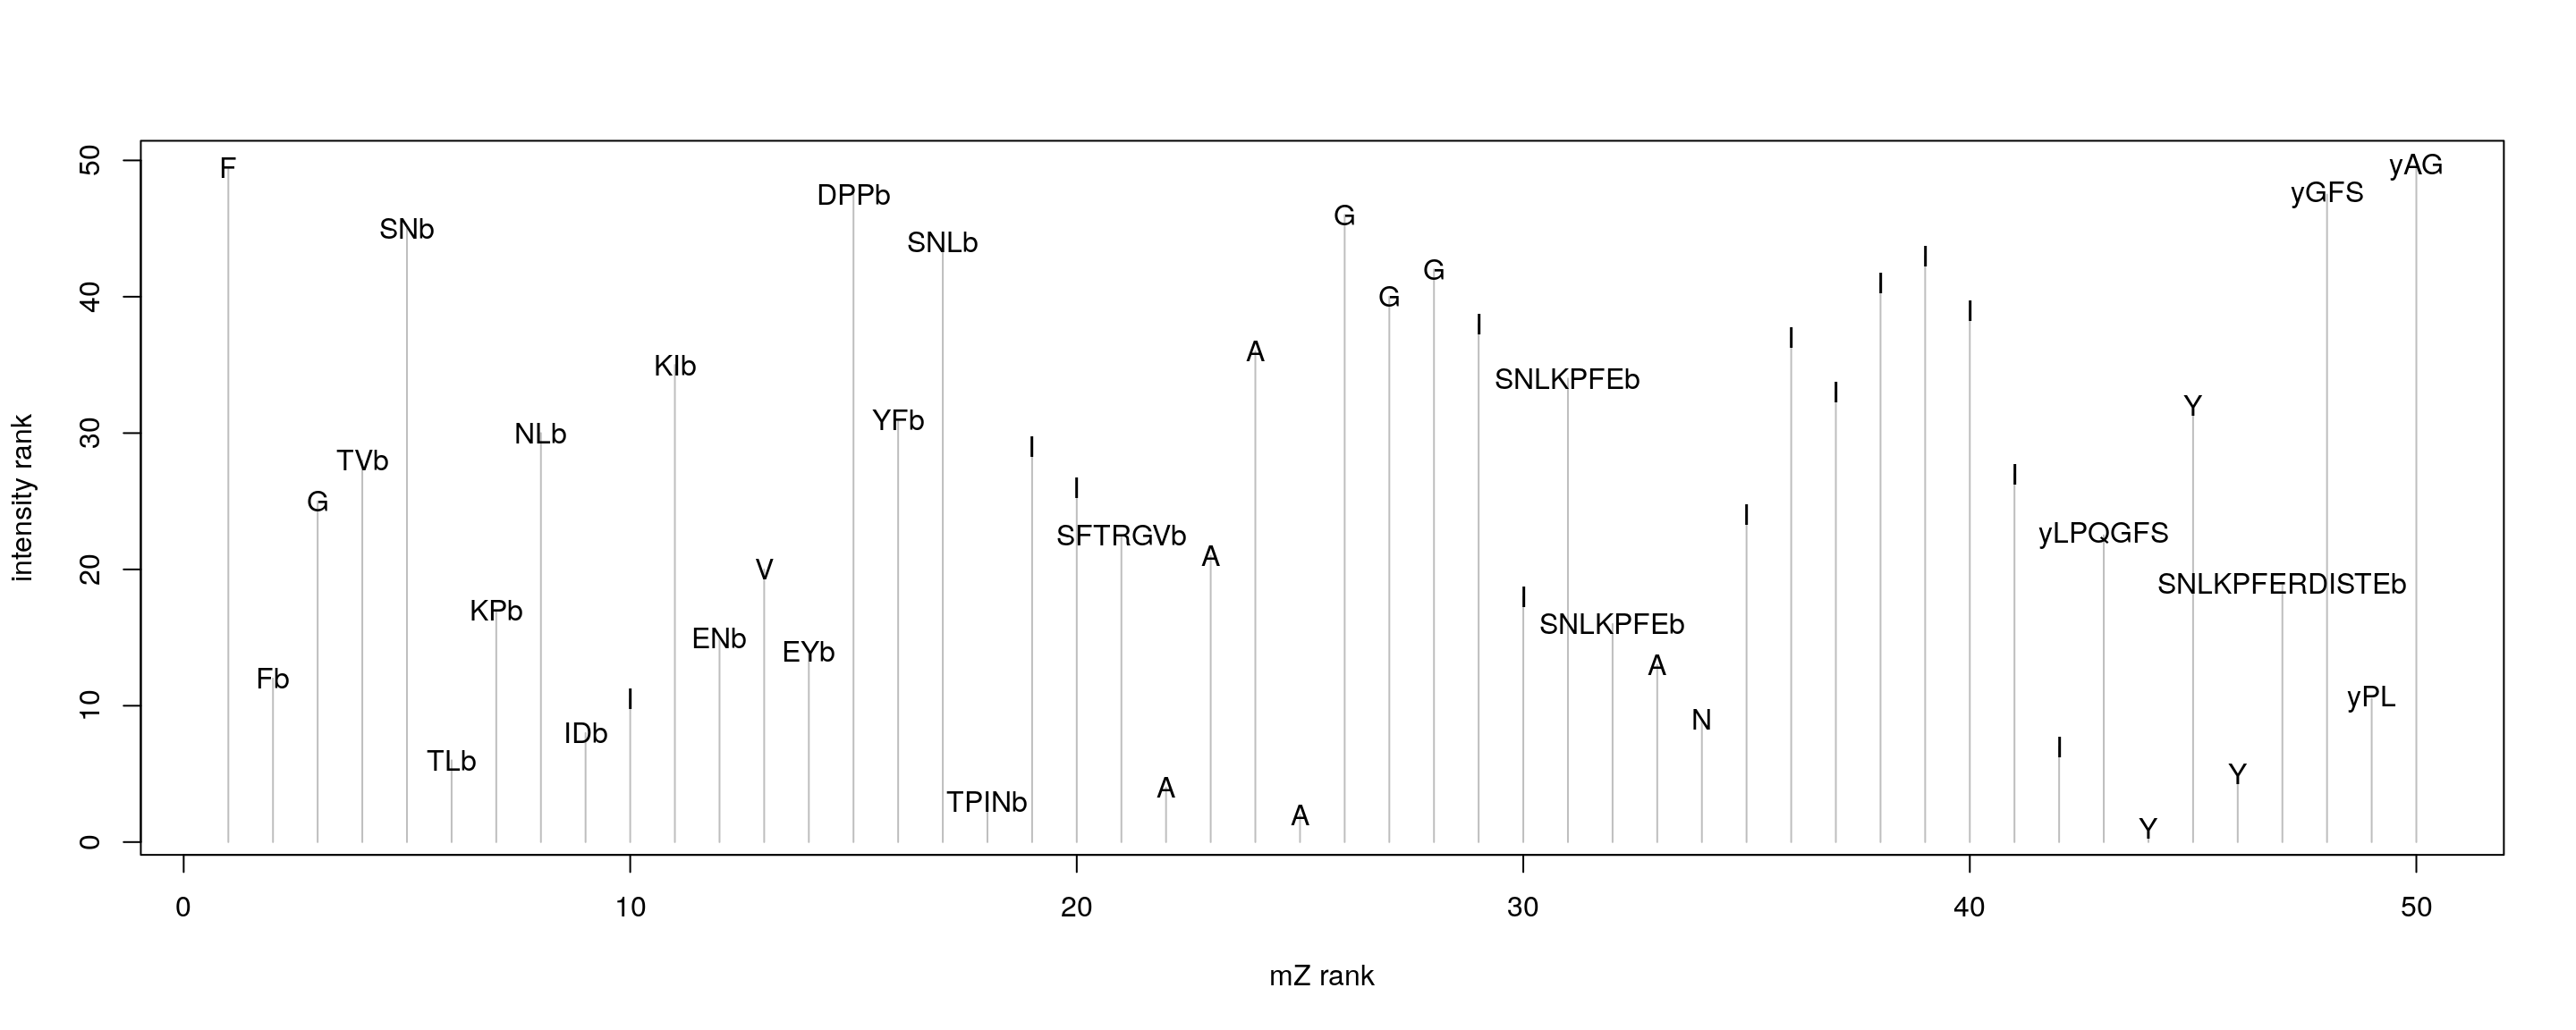 50
40
30
20
10
0
intensity rank
F
Fb
G
TVb
SNb
TLb
KPb
NLb
IDb
I
KIb
ENb
V
EYb
DPPb
YFb
SNLb
TPINb
I
I
SFTRGVb
A
A
A
A
G
G
G
I
I
SNLKPFEb
SNLKPFEb
A
N
I
I
I
I
I
I
I
I
yLPQGFS
Y
Y
Y
SNLKPFERDISTEb
yGFS
yPL
yAG
0
10
20
30
40
50
mZ rank